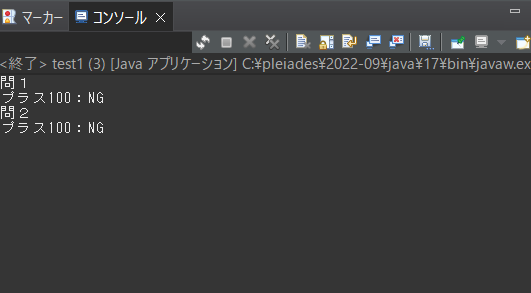 マーカー コンソール
<終了> test1 (3) [Java アプリケーション] C:¥pleiades¥2022-09¥java¥17¥bin¥javaw.ex
問１
プラス100：NG
問２
プラス100：NG